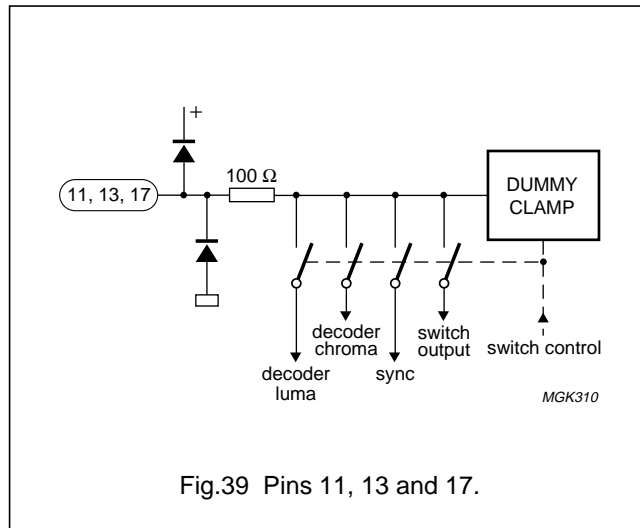 +
100 Ω
11, 13, 17
DUMMY
CLAMP
decoder
chroma
switch
output
switch control
decoder
luma
sync
MGK310
Fig.39 Pins 11, 13 and 17.